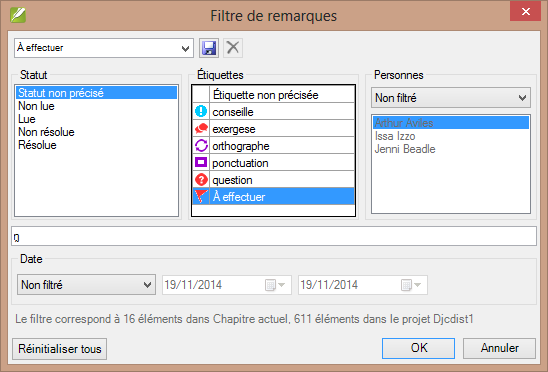 Filtre de remarques
À effectuer
Statut
Statut non précisé
Non lue
Lue
Non résolue
Résolue
Étiquettes
Étiquette non précisée
conseille
exergese
orthographe
ponctuation
question
À effectuer
Personnes
Non filtré
Arthur Aviles
Issa Izzo
Jenni Beadle
Date
Non filtré
19/11/2014
19/11/2014
Le filtre correspond à 16 éléments dans Chapitre actuel, 611 éléments dans le projet Djcdist1
Réinitialiser tous
OK
Annuler